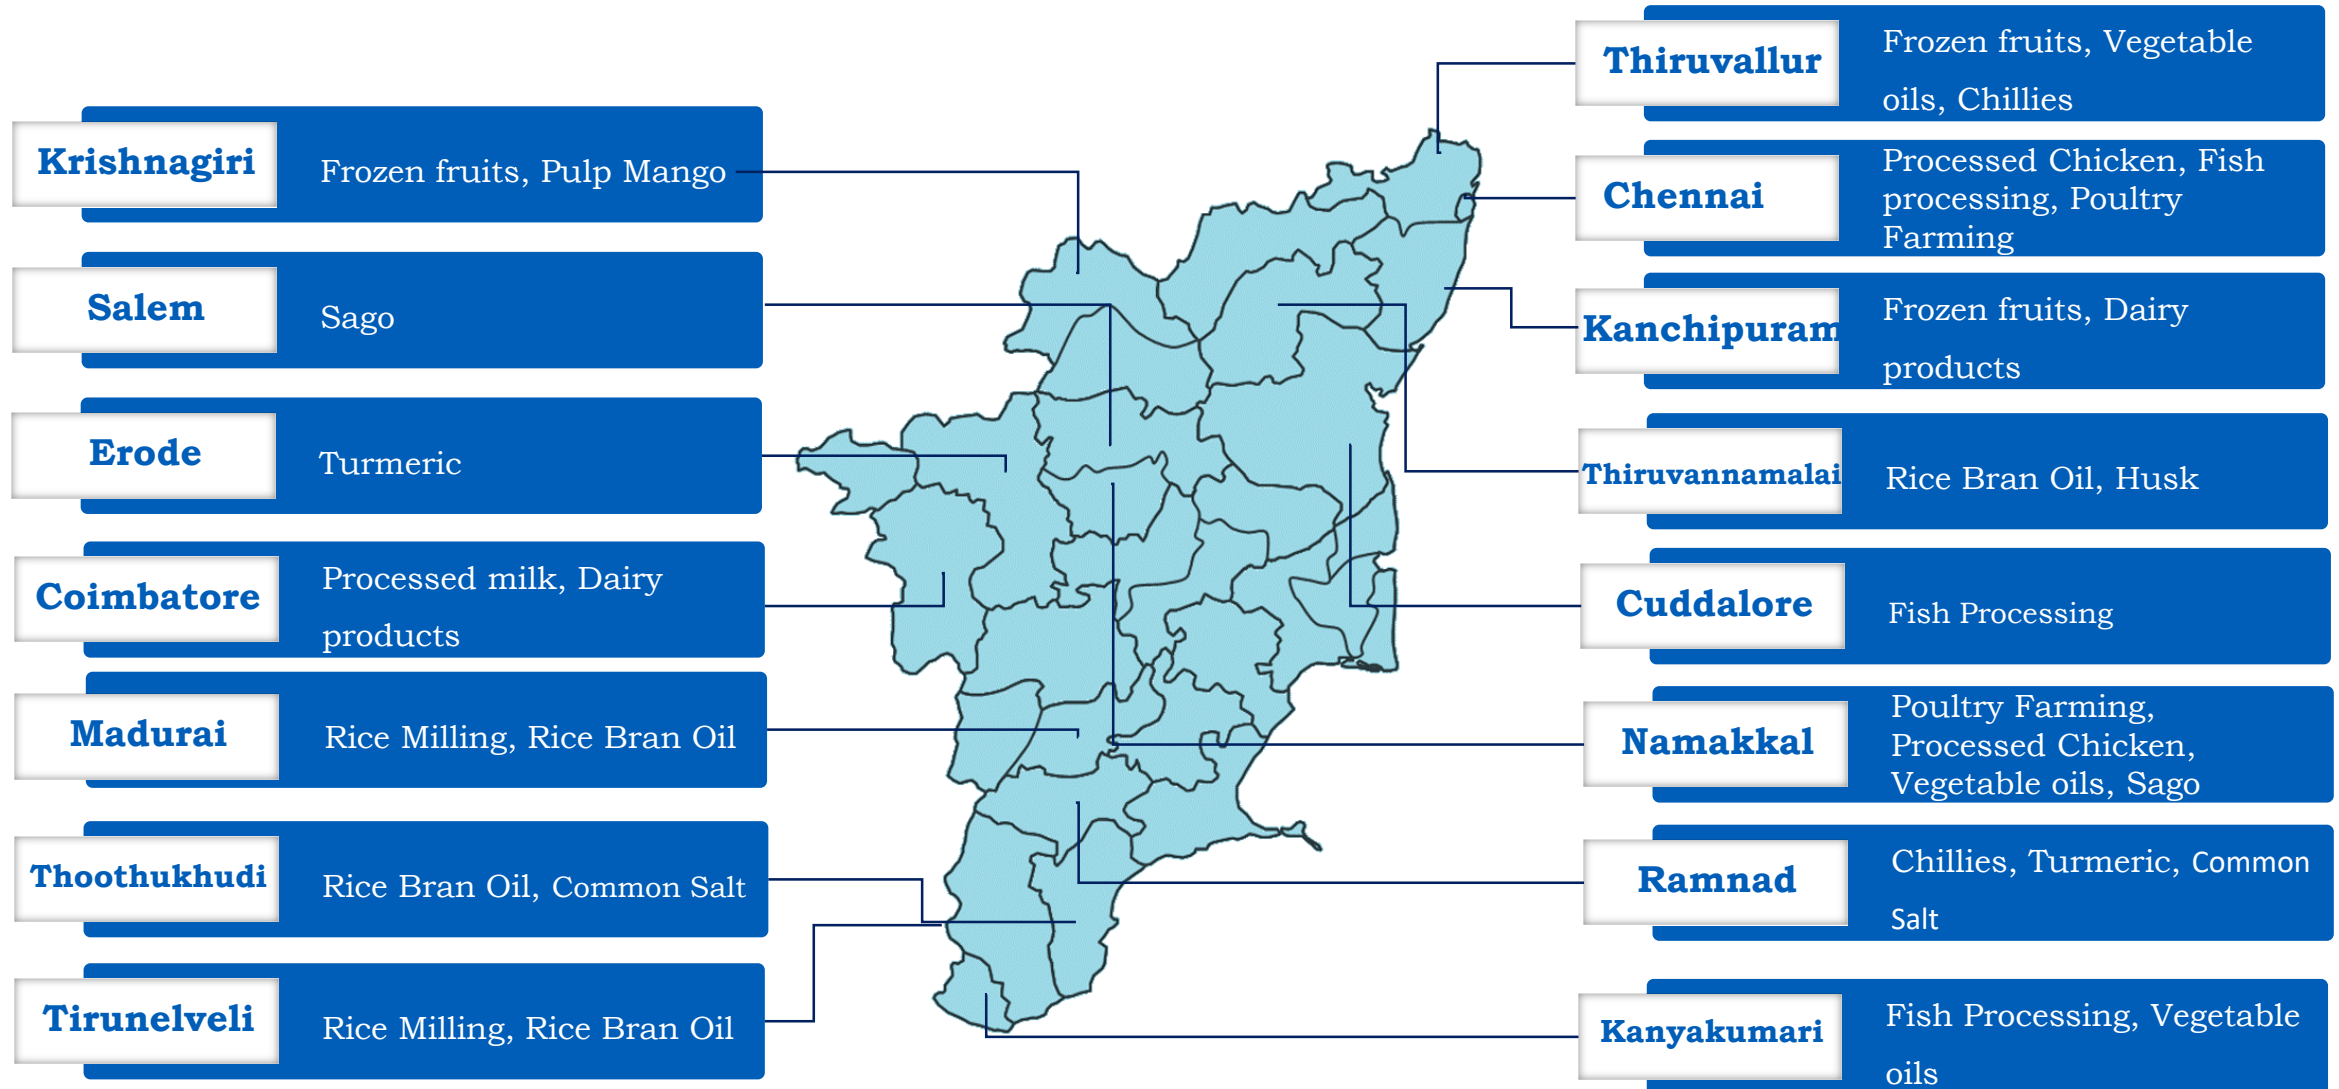 Krishnagiri
Frozen fruits, Pulp Mango
Salem
Sago
Erode
Turmeric
Coimbatore
Processed milk, Dairy
products
Madurai
Rice Milling, Rice Bran Oil
Thoothukhudi
Rice Bran Oil, Common Salt
Tirunelveli
Rice Milling, Rice Bran Oil
Thiruvallur
Frozen fruits, Vegetable
oils, Chillies
Chennai
Processed Chicken, Fish
processing, Poultry
Farming
Kanchipuram
Frozen fruits, Dairy
products
Thiruvannamalai
Rice Bran Oil, Husk
Cuddalore
Fish Processing
Namakkal
Poultry Farming,
Processed Chicken,
Vegetable oils, Sago
Ramnad
Chillies, Turmeric, Common
Salt
Kanyakumari
Fish Processing, Vegetable
oils